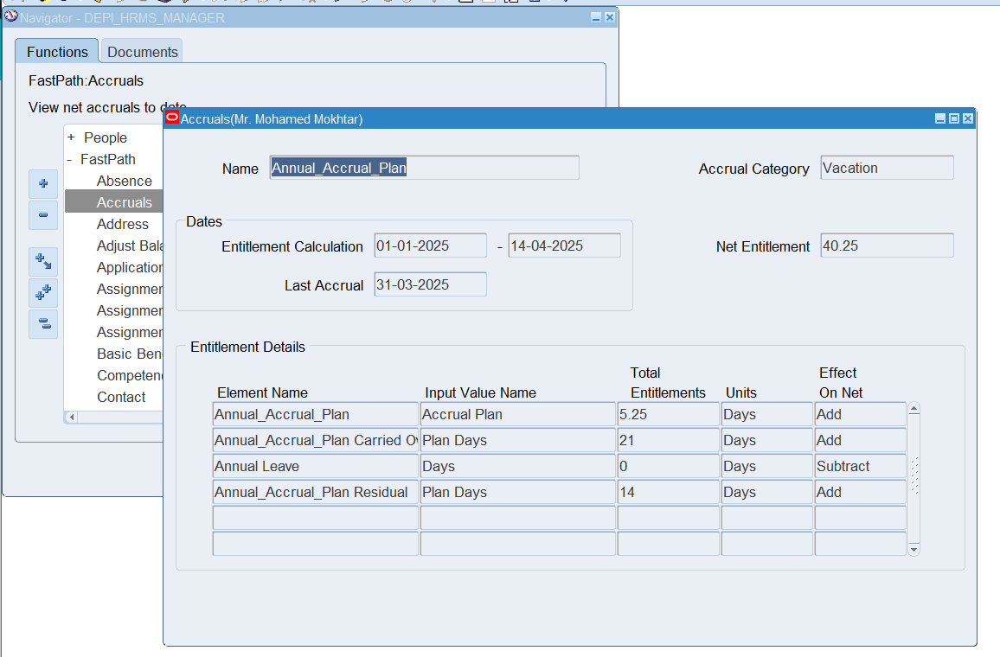 Navigator - DEPI_HRMS_MANAGER
Functions Documents
FastPath:Accruals
View net accruals to date
+ People
- FastPath
Absence
Accruals
Address
Adjust Bala
Application
Assignmen
Assignmen
Assignmen
Basic Bene
Competenc
Contact
Accruals(Mr. Mohamed Mokhtar)
Name Annual_Accrual_Plan Accrual Category Vacation
Dates
Entitlement Calculation 01-01-2025 - 14-04-2025 Net Entitlement 40.25
Last Accrual 31-03-2025
Entitlement Details
Total Effect
Element Name Input Value Name Entitlements Units On Net
Annual_Accrual_Plan Accrual Plan 5.25 Days Add
Annual_Accrual_Plan Carried Ov Plan Days 21 Days Add
Annual Leave Days 0 Days Subtract
Annual_Accrual_Plan Residual Plan Days 14 Days Add